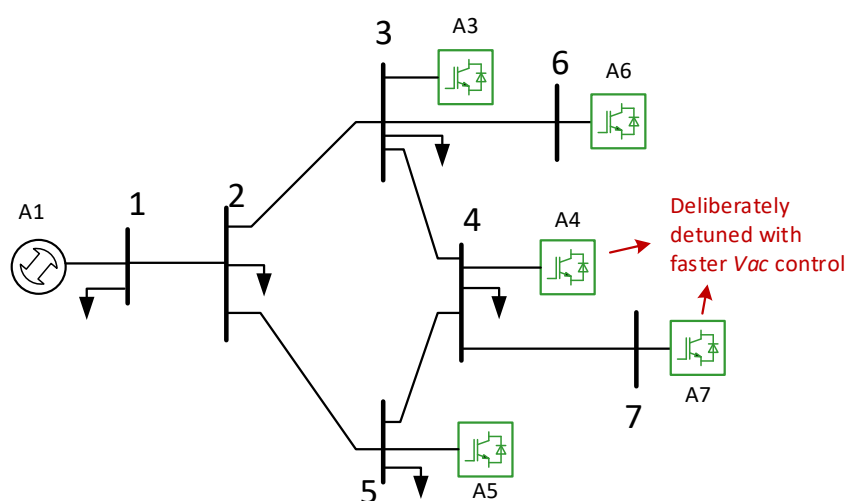 3
A3
6
A6
A1
1
2
4
A4
Deliberately
detuned with
faster Vac control
7
A7
5
A5